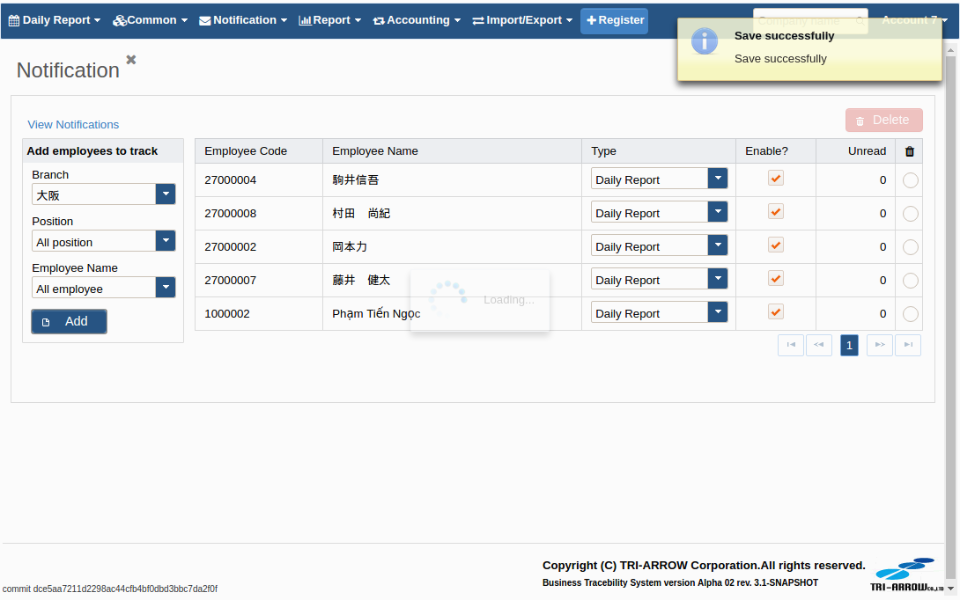 Daily Report Common Notification Report Accounting Import/Export Register Company name Account 7
Save successfully
Save successfully
Notification
View Notifications
Delete
Add employees to track
Branch
大阪
Position
All position
Employee Name
All employee
Add
Employee Code Employee Name Type Enable? Unread
27000004 駒井信吾 Daily Report 0
27000008 村田 尚紀 Daily Report 0
27000002 岡本力 Daily Report 0
27000007 藤井 健太 Daily Report 0
1000002 Phạm Tiến Ngọc Daily Report 0
Loading...
1
Copyright (C) TRI-ARROW Corporation.All rights reserved.
Business Tracebility System version Alpha 02 rev. 3.1-SNAPSHOT
TRI-ARROW Co.,Ltd
commit dce5aa7211d2298ac44cfb4bf0dbd3bbc7da2f0f